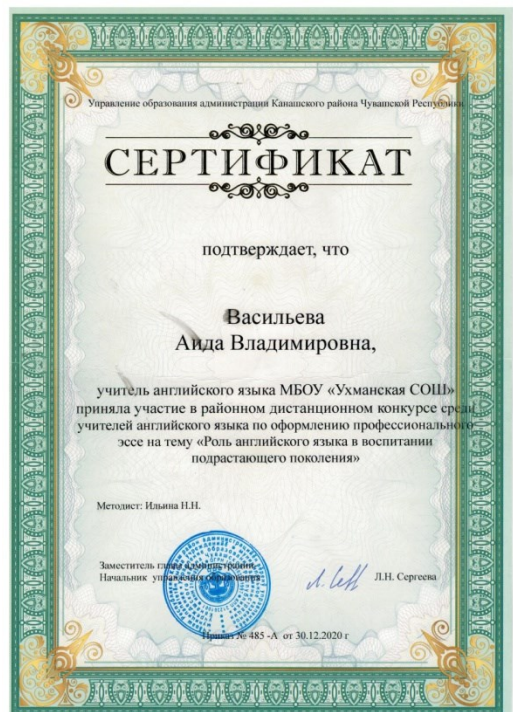 Управление образования администрации Канашского района Чувашской Республики
СЕРТИФИКАТ
подтверждает, что
Васильева
Аида Владимировна,
учитель английского языка МБОУ «Ухманская СОШ»
приняла участие в районном дистанционном конкурсе среди
учителей английского языка по оформлению профессионального
эссе на тему «Роль английского языка в воспитании
подрастающего поколения»
Методист: Ильина Н.Н.
Заместитель главы администрации,
Начальник управления образования
Л.Н. Сергеева
Приказ № 485 -А от 30.12.2020 г